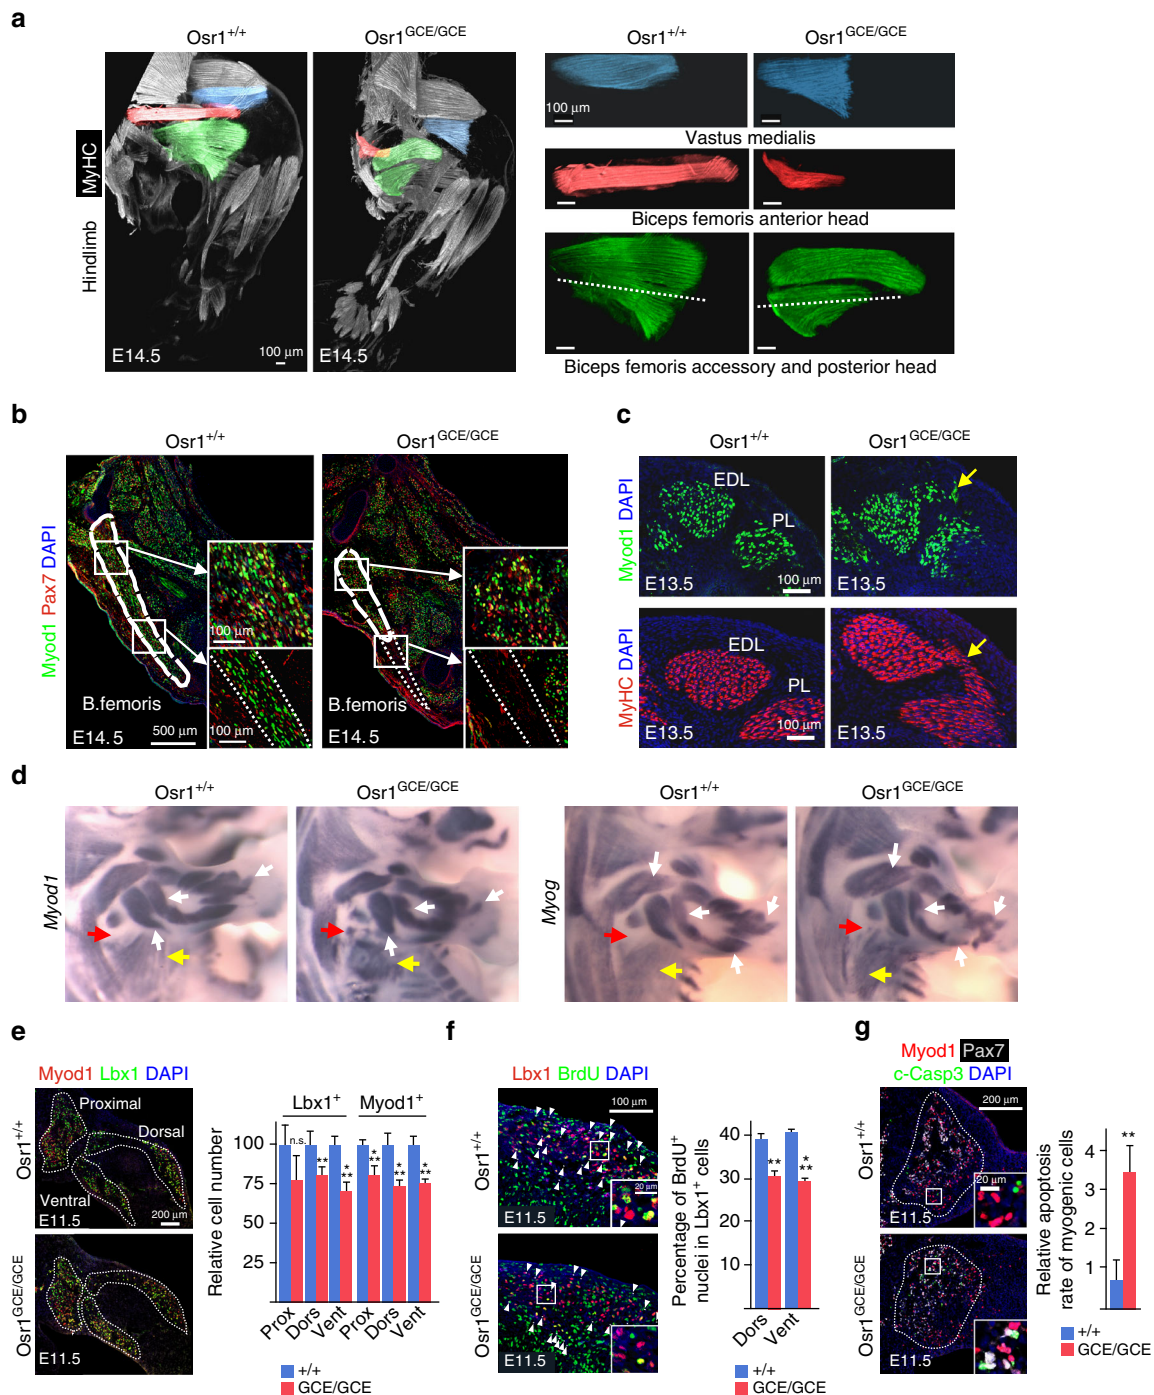 a
Osr1+/+
Osr1GCE/GCE
Osr1+/+
Osr1GCE/GCE
Hindlimb MyHC
E14.5
100 µm
E14.5
100 µm
Vastus medialis
Biceps femoris anterior head
Biceps femoris accessory and posterior head
b
Osr1+/+
Osr1GCE/GCE
Myod1 Pax7 DAPI
100 µm
100 µm
B.femoris
E14.5
500 µm
B.femoris
E14.5
c
Osr1+/+
Osr1GCE/GCE
Myod1 DAPI
EDL
PL
E13.5
100 µm
E13.5
MyHC DAPI
EDL
PL
E13.5
100 µm
E13.5
d
Osr1+/+
Osr1GCE/GCE
Osr1+/+
Osr1GCE/GCE
Myod1
Myog
e
Myod1 Lbx1 DAPI
Osr1+/+
Proximal
Dorsal
Ventral
E11.5
200 µm
Osr1GCE/GCE
E11.5
Relative cell number
Lbx1+
Myod1+
100
75
50
25
n.s.
**
***
***
***
***
Prox
Dors
Vent
Prox
Dors
Vent
+/+
GCE/GCE
f
Lbx1 BrdU DAPI
Osr1+/+
100 µm
20 µm
E11.5
Osr1GCE/GCE
E11.5
Percentage of BrdU+
nuclei in Lbx1+ cells
40
30
20
10
**
***
Dors
Vent
+/+
GCE/GCE
g
Myod1 Pax7
c-Casp3 DAPI
Osr1+/+
200 µm
20 µm
E11.5
Osr1GCE/GCE
E11.5
Relative apoptosis
rate of myogenic cells
4
3
2
1
**
+/+
GCE/GCE